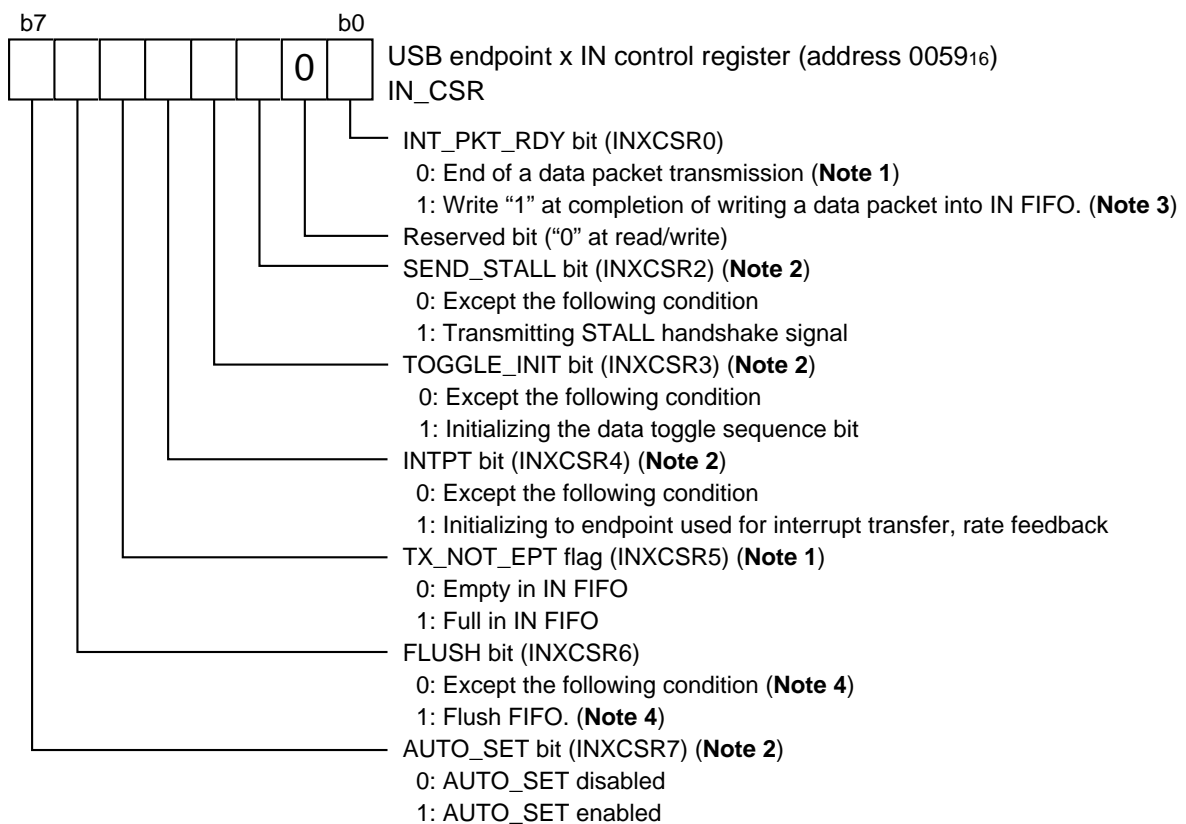 b7 b0
0
USB endpoint x IN control register (address 005916)
IN_CSR
INT_PKT_RDY bit (INXCSR0)
0: End of a data packet transmission (Note 1)
1: Write “1” at completion of writing a data packet into IN FIFO. (Note 3)
Reserved bit (“0” at read/write)
SEND_STALL bit (INXCSR2) (Note 2)
0: Except the following condition
1: Transmitting STALL handshake signal
TOGGLE_INIT bit (INXCSR3) (Note 2)
0: Except the following condition
1: Initializing the data toggle sequence bit
INTPT bit (INXCSR4) (Note 2)
0: Except the following condition
1: Initializing to endpoint used for interrupt transfer, rate feedback
TX_NOT_EPT flag (INXCSR5) (Note 1)
0: Empty in IN FIFO
1: Full in IN FIFO
FLUSH bit (INXCSR6)
0: Except the following condition (Note 4)
1: Flush FIFO. (Note 4)
AUTO_SET bit (INXCSR7) (Note 2)
0: AUTO_SET disabled
1: AUTO_SET enabled